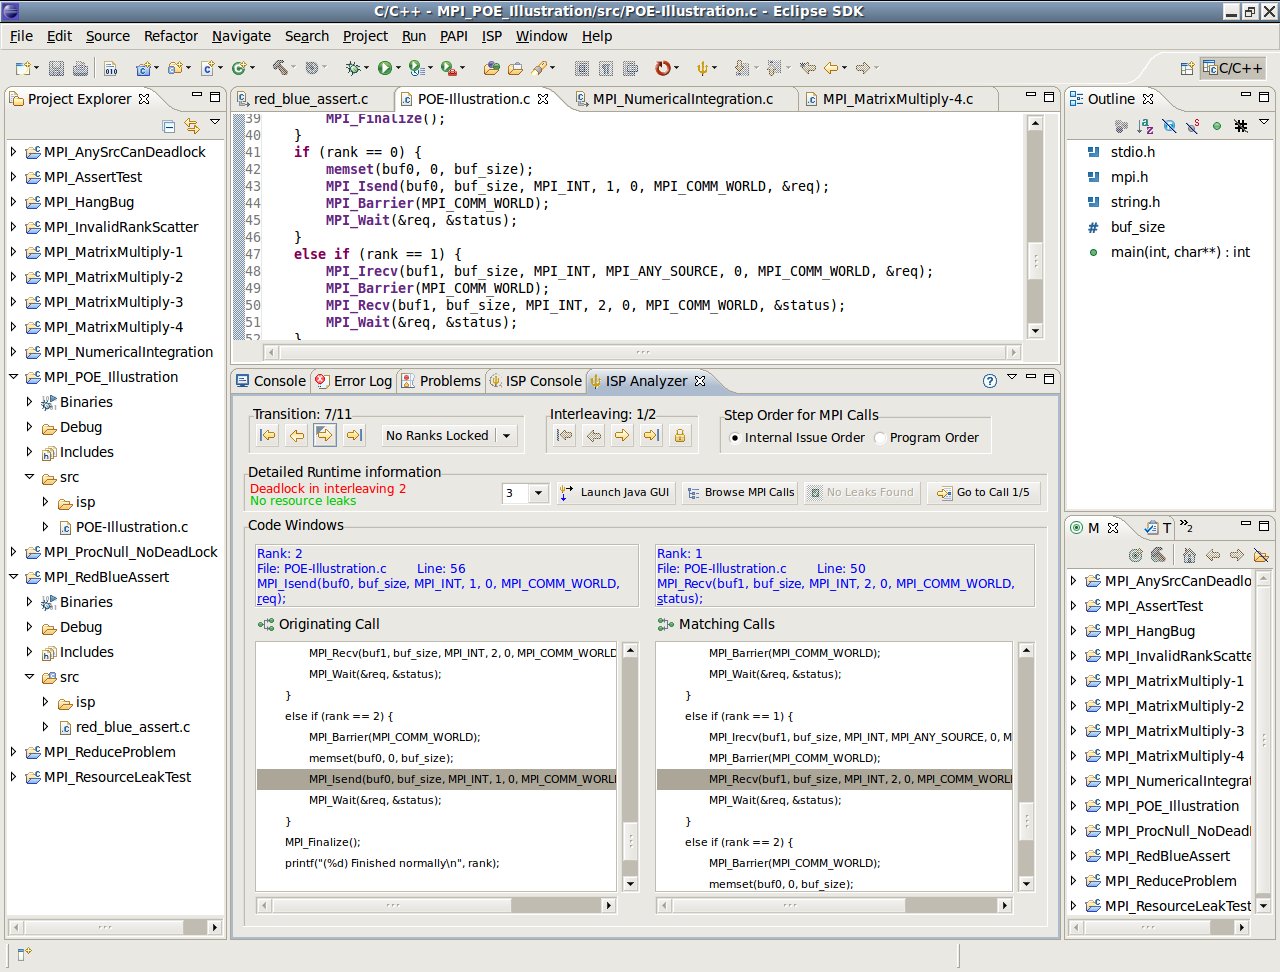 C/C++ - MPI_POE_Illustration/src/POE-Illustration.c - Eclipse SDK
File Edit Source Refactor Navigate Search Project Run PAPI ISP Window Help
C/C++
Project Explorer
MPI_AnySrcCanDeadlock
MPI_AssertTest
MPI_HangBug
MPI_InvalidRankScatter
MPI_MatrixMultiply-1
MPI_MatrixMultiply-2
MPI_MatrixMultiply-3
MPI_MatrixMultiply-4
MPI_NumericalIntegration
MPI_POE_Illustration
Binaries
Debug
Includes
src
isp
POE-Illustration.c
MPI_ProcNull_NoDeadLock
MPI_RedBlueAssert
Binaries
Debug
Includes
src
isp
red_blue_assert.c
MPI_ReduceProblem
MPI_ResourceLeakTest
red_blue_assert.c POE-Illustration.c MPI_NumericalIntegration.c MPI_MatrixMultiply-4.c
39 MPI_Finalize();
40 }
41 if (rank == 0) {
42 memset(buf0, 0, buf_size);
43 MPI_Isend(buf0, buf_size, MPI_INT, 1, 0, MPI_COMM_WORLD, &req);
44 MPI_Barrier(MPI_COMM_WORLD);
45 MPI_Wait(&req, &status);
46 }
47 else if (rank == 1) {
48 MPI_Irecv(buf1, buf_size, MPI_INT, MPI_ANY_SOURCE, 0, MPI_COMM_WORLD, &req);
49 MPI_Barrier(MPI_COMM_WORLD);
50 MPI_Recv(buf1, buf_size, MPI_INT, 2, 0, MPI_COMM_WORLD, &status);
51 MPI_Wait(&req, &status);
52 }
Console Error Log Problems ISP Console ISP Analyzer
Transition: 7/11
No Ranks Locked
Interleaving: 1/2
Step Order for MPI Calls
Internal Issue Order Program Order
Detailed Runtime information
Deadlock in interleaving 2
No resource leaks
3 Launch Java GUI Browse MPI Calls No Leaks Found Go to Call 1/5
Code Windows
Rank: 2
File: POE-Illustration.c Line: 56
MPI_Isend(buf0, buf_size, MPI_INT, 1, 0, MPI_COMM_WORLD,
req);
Originating Call
MPI_Recv(buf1, buf_size, MPI_INT, 2, 0, MPI_COMM_WORLD
MPI_Wait(&req, &status);
}
else if (rank == 2) {
MPI_Barrier(MPI_COMM_WORLD);
memset(buf0, 0, buf_size);
MPI_Isend(buf0, buf_size, MPI_INT, 1, 0, MPI_COMM_WORL
MPI_Wait(&req, &status);
}
MPI_Finalize();
printf("(%d) Finished normally\n", rank);
Rank: 1
File: POE-Illustration.c Line: 50
MPI_Recv(buf1, buf_size, MPI_INT, 2, 0, MPI_COMM_WORLD,
status);
Matching Calls
MPI_Barrier(MPI_COMM_WORLD);
MPI_Wait(&req, &status);
}
else if (rank == 1) {
MPI_Irecv(buf1, buf_size, MPI_INT, MPI_ANY_SOURCE, 0, M
MPI_Barrier(MPI_COMM_WORLD);
MPI_Recv(buf1, buf_size, MPI_INT, 2, 0, MPI_COMM_WORLD
MPI_Wait(&req, &status);
}
else if (rank == 2) {
MPI_Barrier(MPI_COMM_WORLD);
memset(buf0, 0, buf_size);
Outline
stdio.h
mpi.h
string.h
buf_size
main(int, char**) : int
M T »2
MPI_AnySrcCanDeadlo
MPI_AssertTest
MPI_HangBug
MPI_InvalidRankScatte
MPI_MatrixMultiply-1
MPI_MatrixMultiply-2
MPI_MatrixMultiply-3
MPI_MatrixMultiply-4
MPI_NumericalIntegrat
MPI_POE_Illustration
MPI_ProcNull_NoDeadl
MPI_RedBlueAssert
MPI_ReduceProblem
MPI_ResourceLeakTest